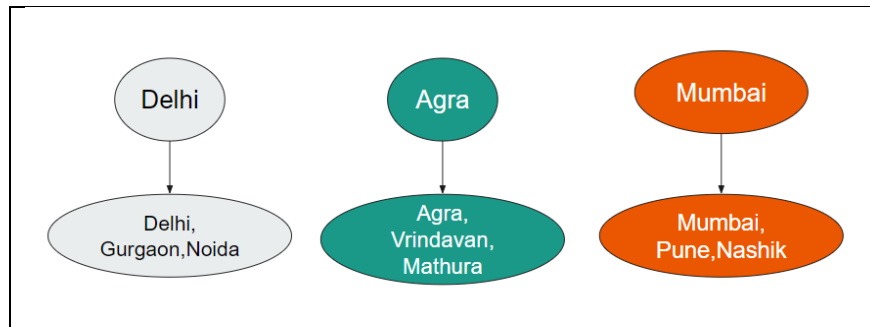 Delhi
Agra
Mumbai
Delhi,
Gurgaon,Noida
Agra,
Vrindavan,
Mathura
Mumbai,
Pune,Nashik